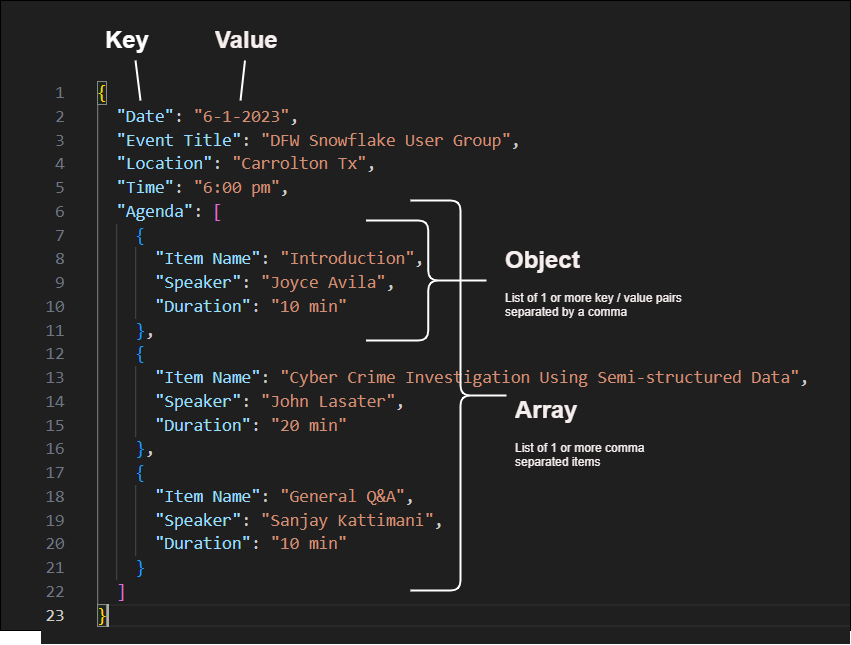 Key Value
1 {
2 "Date": "6-1-2023",
3 "Event Title": "DFW Snowflake User Group",
4 "Location": "Carrolton Tx",
5 "Time": "6:00 pm",
6 "Agenda": [
7 {
8 "Item Name": "Introduction",
9 "Speaker": "Joyce Avila",
10 "Duration": "10 min"
11 },
12 {
13 "Item Name": "Cyber Crime Investigation Using Semi-structured Data",
14 "Speaker": "John Lasater",
15 "Duration": "20 min"
16 },
17 {
18 "Item Name": "General Q&A",
19 "Speaker": "Sanjay Kattimani",
20 "Duration": "10 min"
21 }
22 ]
23 }
Object
List of 1 or more key / value pairs
separated by a comma
Array
List of 1 or more comma
separated items